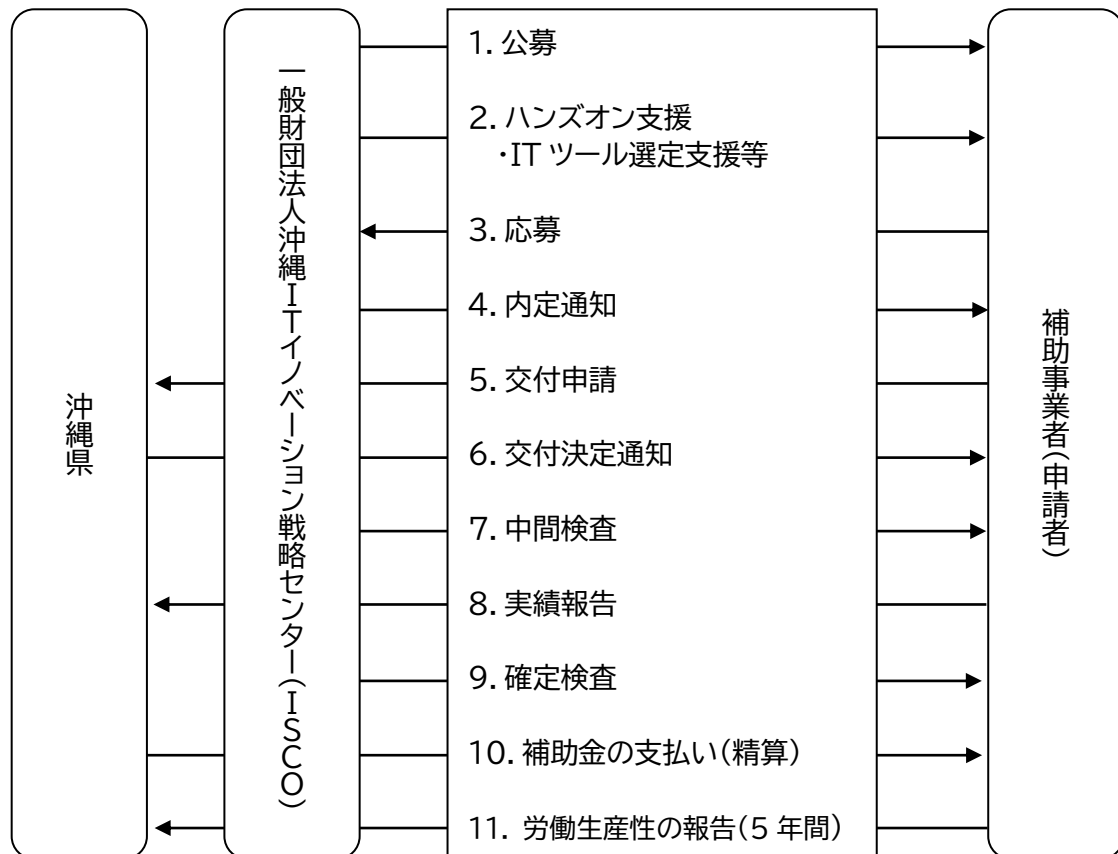 沖縄県
一般財団法人沖縄ITイノベーション戦略センター(ISCO)
1. 公募
2. ハンズオン支援
・IT ツール選定支援等
3. 応募
4. 内定通知
5. 交付申請
6. 交付決定通知
7. 中間検査
8. 実績報告
9. 確定検査
10. 補助金の支払い(精算)
11. 労働生産性の報告(5 年間)
補助事業者(申請者)